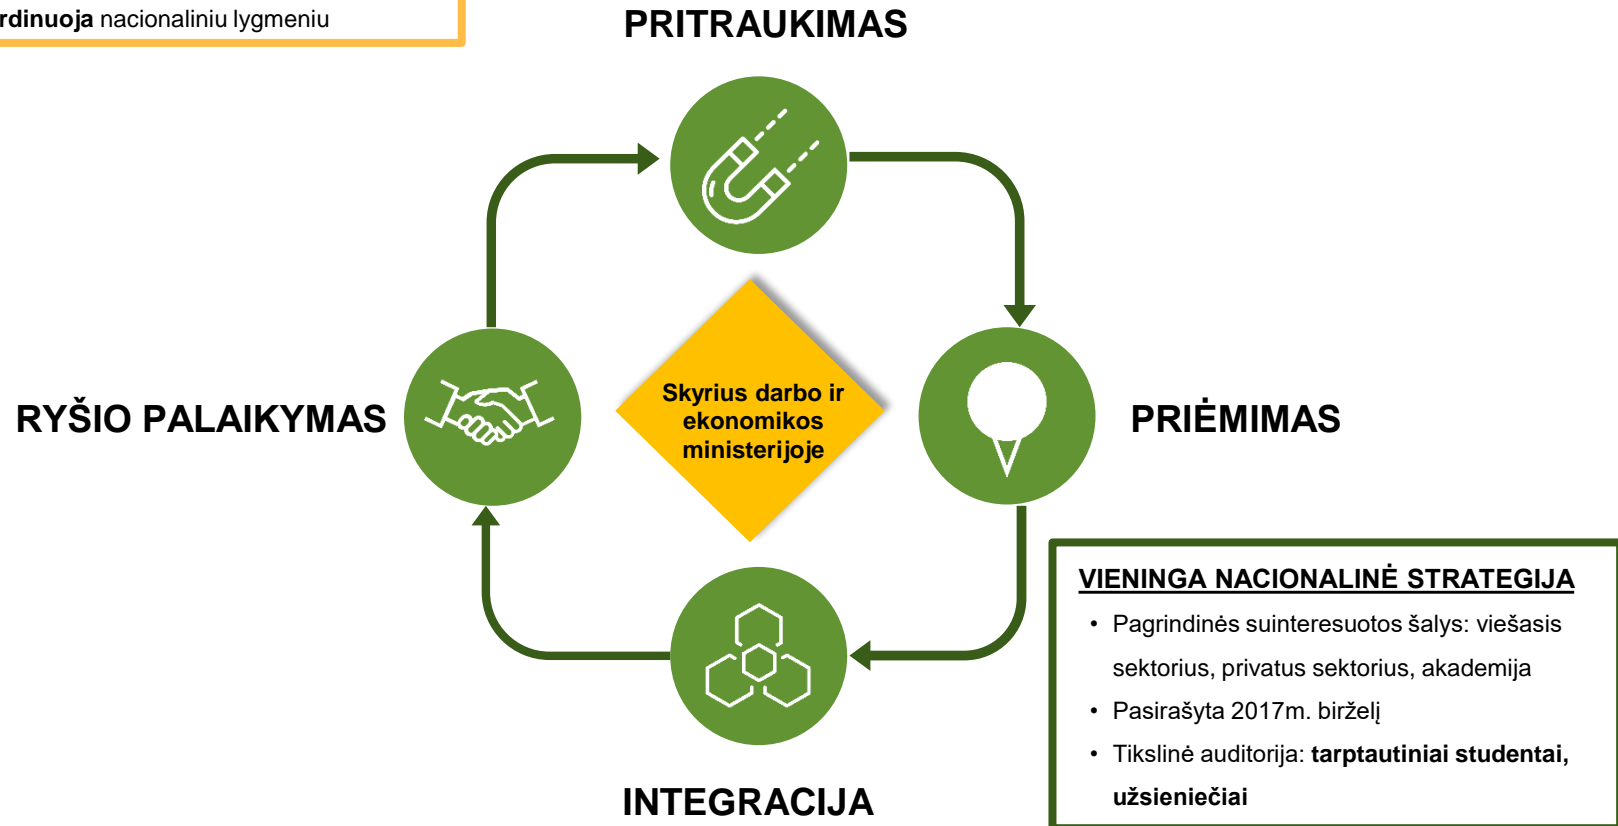 nacionaliniu lygmeniu
PRITRAUKIMAS
RYŠIO PALAIKYMAS
Skyrius darbo ir
ekonomikos
ministerijoje
PRIĖMIMAS
VIENINGA NACIONALINĖ STRATEGIJA
• Pagrindinės suinteresuotos šalys: viešasis
sektorius, privatus sektorius, akademija
• Pasirašyta 2017m. birželį
• Tikslinė auditorija: tarptautiniai studentai,
užsieniečiai
INTEGRACIJA